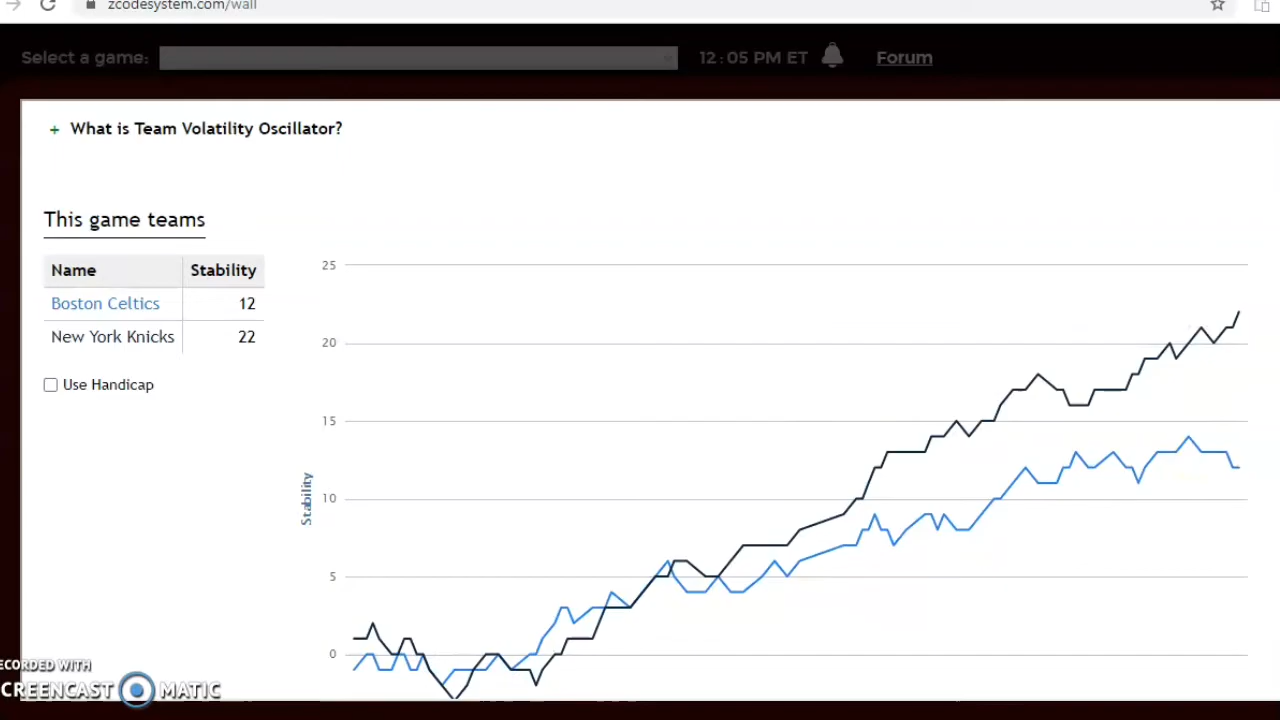 zcodesystem.com/wall
Select a game:
12:05 PM ET
Forum
+ What is Team Volatility Oscillator?
This game teams
Name Stability
Boston Celtics 12
New York Knicks 22
Use Handicap
25
20
15
10
5
0
Stability
ECORDED WITH
CREENCAST MATIC